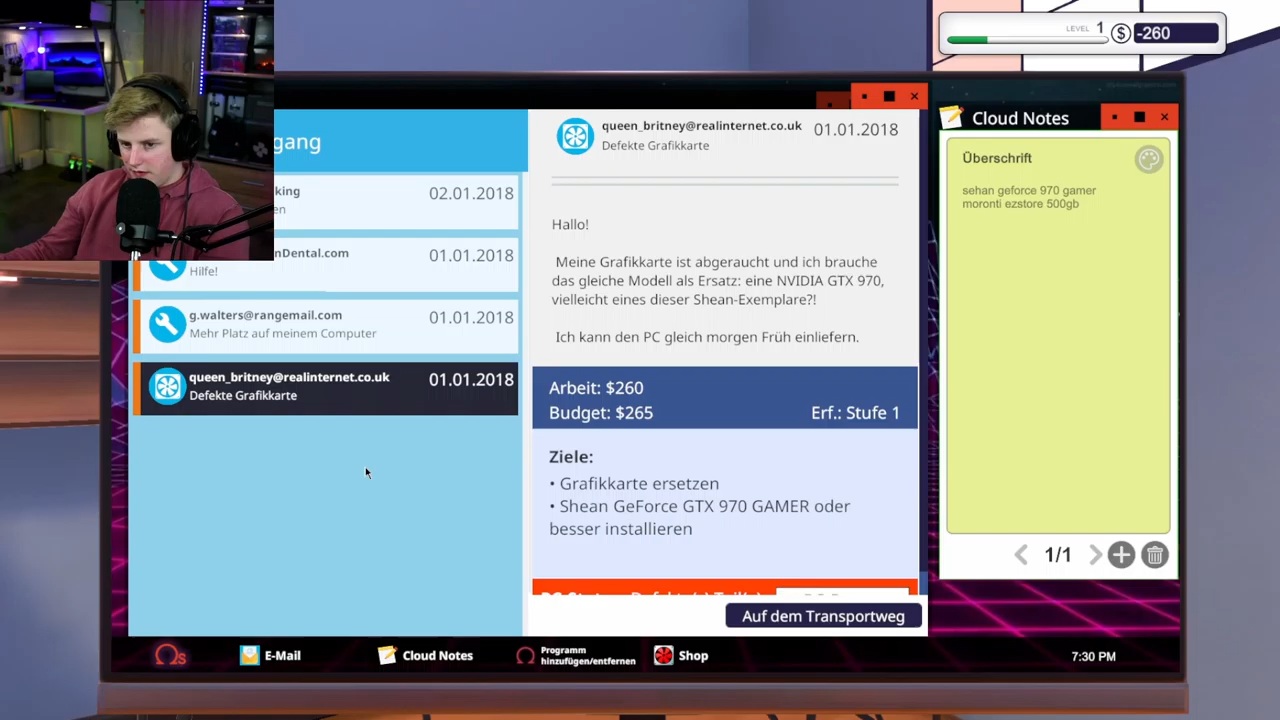 LEVEL 1 $ -260
gang
king 02.01.2018
en
nDental.com 01.01.2018
Hilfe!
g.walters@rangemail.com 01.01.2018
Mehr Platz auf meinem Computer
queen_britney@realinternet.co.uk 01.01.2018
Defekte Grafikkarte
queen_britney@realinternet.co.uk 01.01.2018
Defekte Grafikkarte
Hallo!
Meine Grafikkarte ist abgeraucht und ich brauche
das gleiche Modell als Ersatz: eine NVIDIA GTX 970,
vielleicht eines dieser Shean-Exemplare?!
Ich kann den PC gleich morgen Früh einliefern.
Arbeit: $260
Budget: $265 Erf.: Stufe 1
Ziele:
• Grafikkarte ersetzen
• Shean GeForce GTX 970 GAMER oder
besser installieren
Auf dem Transportweg
Cloud Notes
Überschrift
sehan geforce 970 gamer
moronti ezstore 500gb
1/1
Ωs E-Mail Cloud Notes Programm
hinzufügen/entfernen Shop 7:30 PM